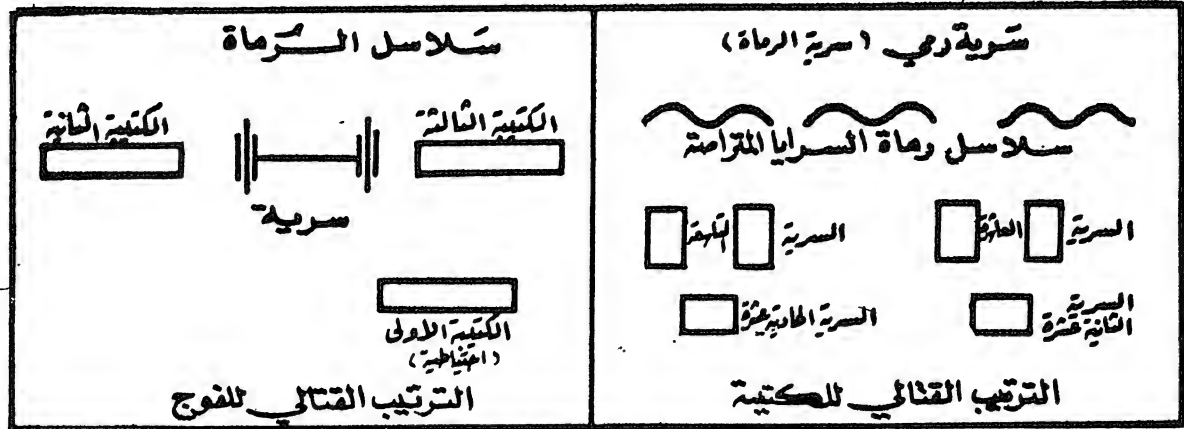 سرية رمي (سرية الرماة)
سلاسل رماة السرايا المتراصة
السرية العاشرة
السرية التاسعة
السرية الثانية عشرة
السرية الحادية عشرة
الترتيب القتالي للكتيبة
سلاسل الرماة
الكتيبة الثالثة
الكتيبة الثانية
سرية
الكتيبة الأولى
(احتياطية)
الترتيب القتالي للفوج